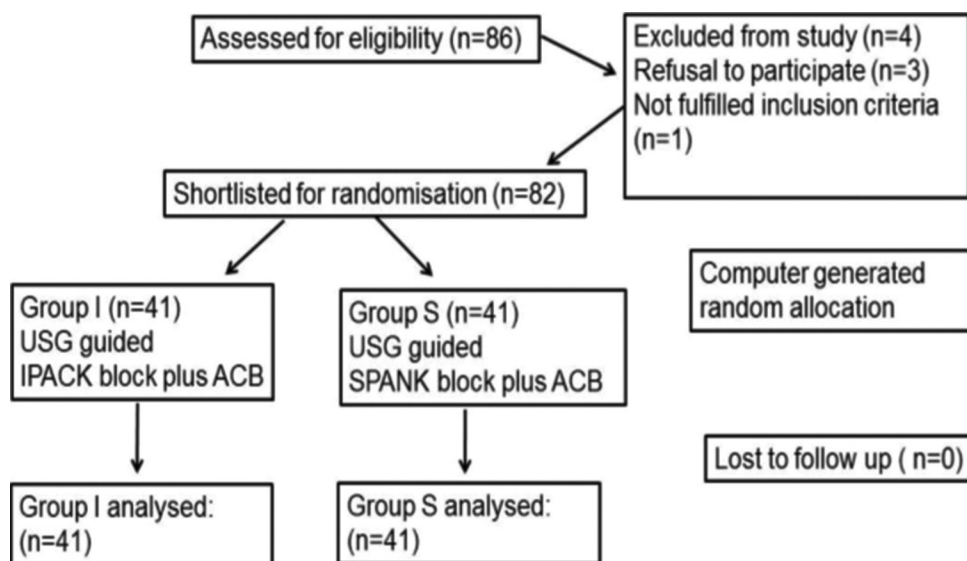 Assessed for eligibility (n=86)
Excluded from study (n=4)
Refusal to participate (n=3)
Not fulfilled inclusion criteria
(n=1)
Shortlisted for randomisation (n=82)
Computer generated
random allocation
Group I (n=41)
USG guided
IPACK block plus ACB
Group S (n=41)
USG guided
SPANK block plus ACB
Lost to follow up ( n=0)
Group I analysed:
(n=41)
Group S analysed:
(n=41)